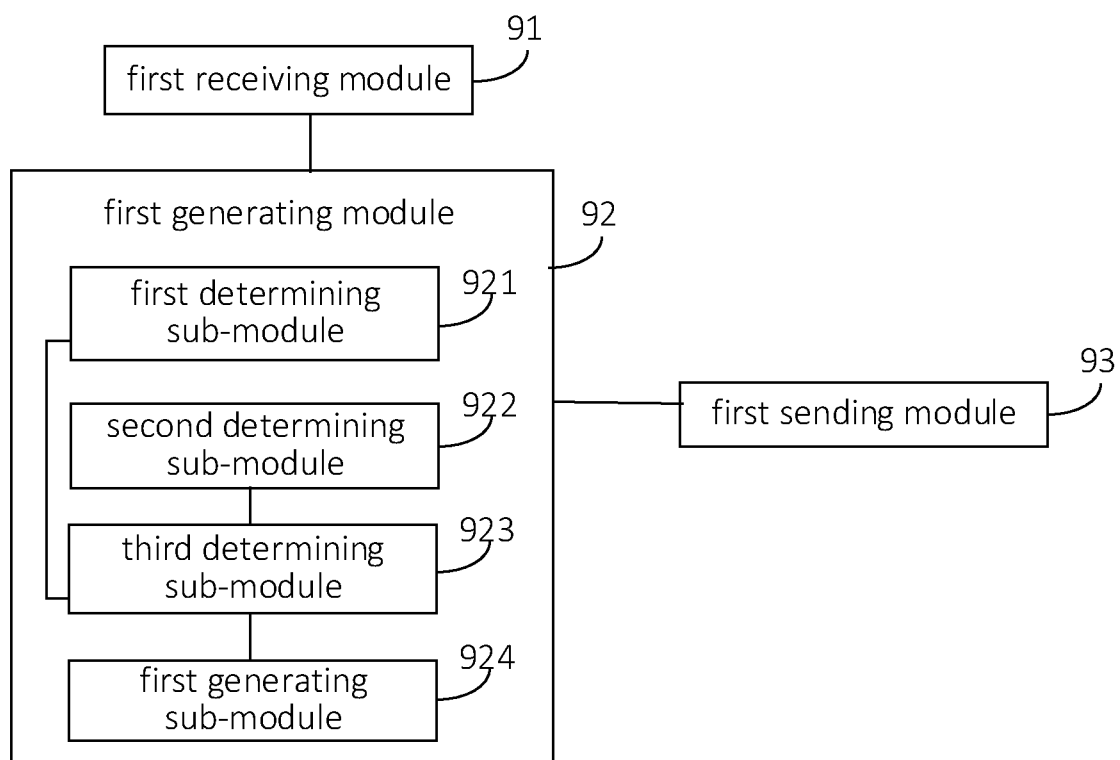 91
first receiving module
first generating module
92
first determining
sub-module
921
second determining
sub-module
922
third determining
sub-module
923
first generating
sub-module
924
93
first sending module